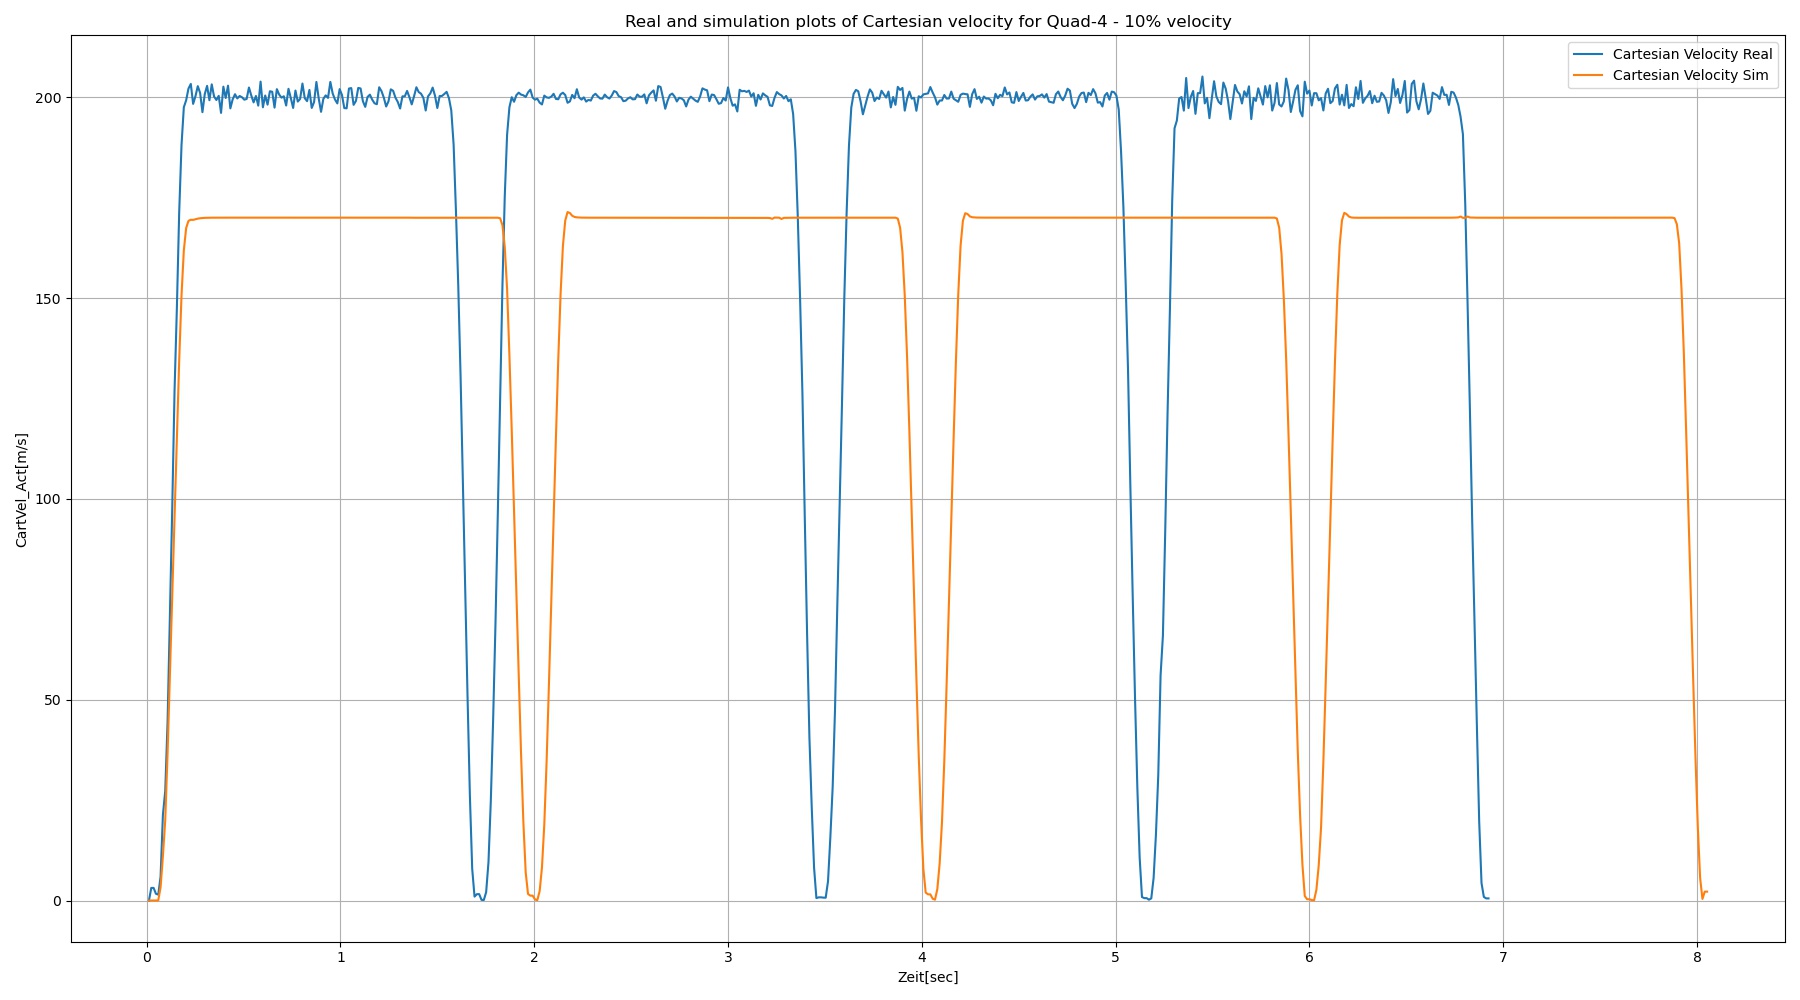 Real and simulation plots of Cartesian velocity for Quad-4 - 10% velocity
Cartesian Velocity Real
Cartesian Velocity Sim
CartVel_Act[m/s]
200
150
100
50
0
0 1 2 3 4 5 6 7 8
Zeit[sec]